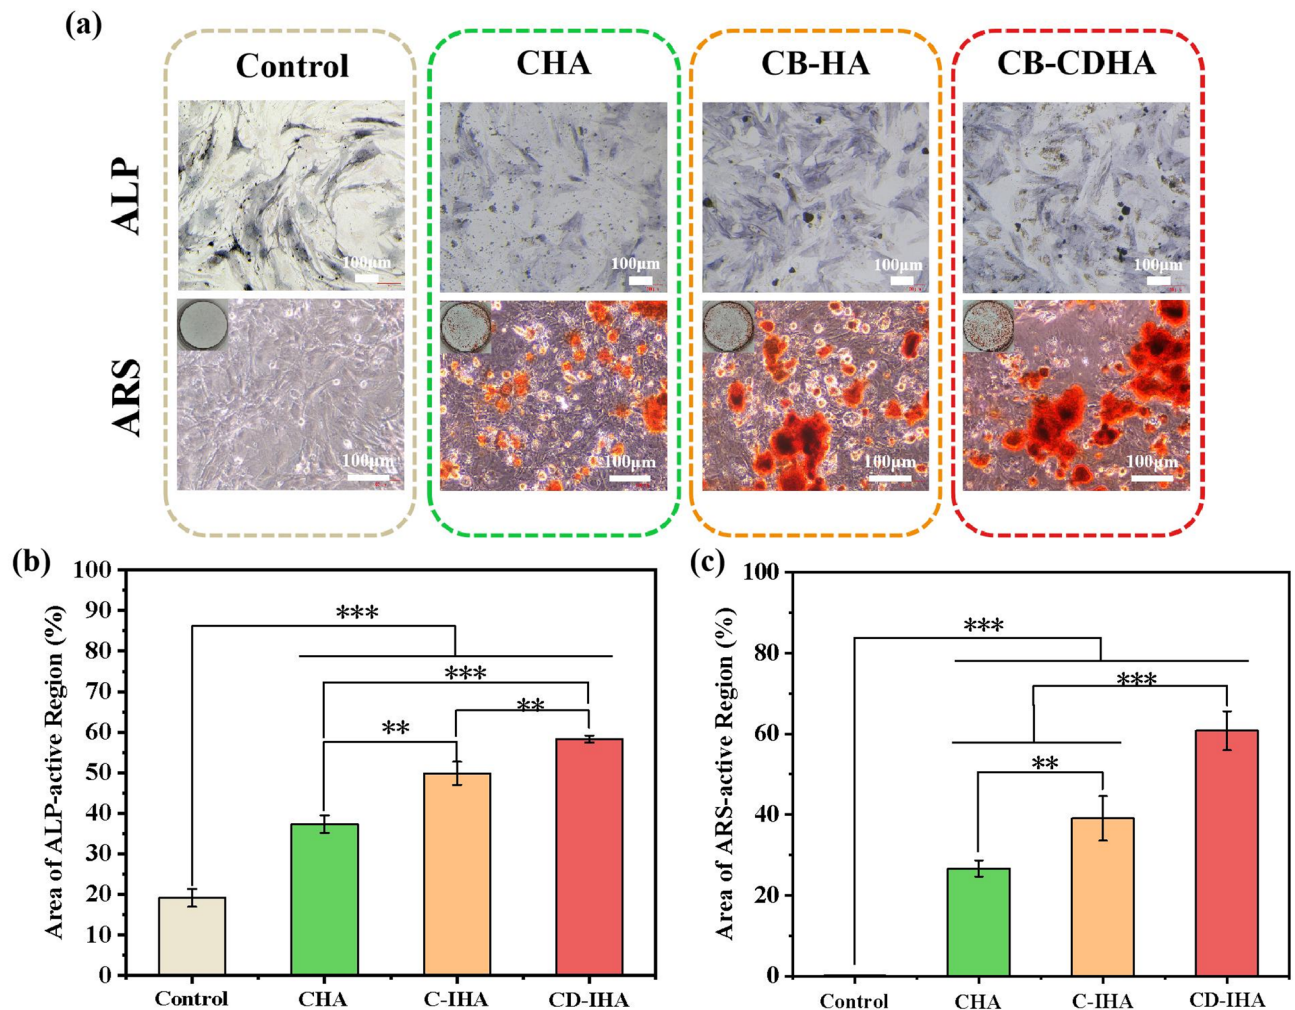 (a)
Control
CHA
CB-HA
CB-CDHA
ALP
100μm
100μm
100μm
100μm
ARS
100μm
100μm
100μm
100μm
(b)
Area of ALP-active Region (%)
100
90
80
70
60
50
40
30
20
10
0
***
***
**
**
Control
CHA
C-IHA
CD-IHA
(c)
Area of ARS-active Region (%)
100
80
60
40
20
0
***
***
**
Control
CHA
C-IHA
CD-IHA